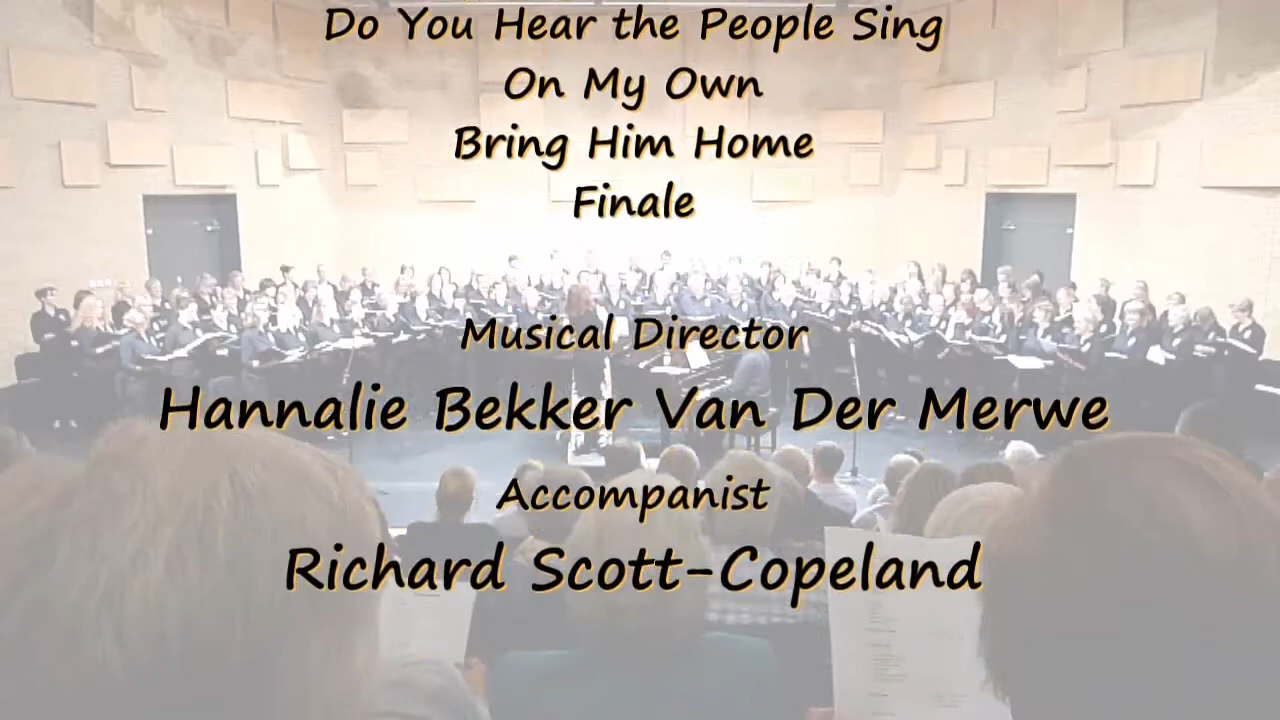 Do You Hear the People Sing
On My Own
Bring Him Home
Finale
Musical Director
Hannalie Bekker Van Der Merwe
Accompanist
Richard Scott-Copeland